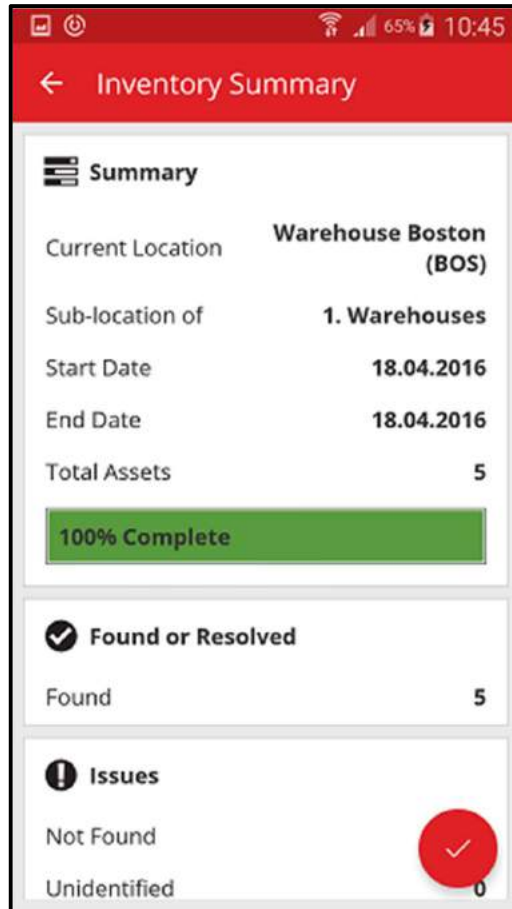 65% 10:45
Inventory Summary
Summary
Current Location Warehouse Boston (BOS)
Sub-location of 1. Warehouses
Start Date 18.04.2016
End Date 18.04.2016
Total Assets 5
100% Complete
Found or Resolved
Found 5
Issues
Not Found
Unidentified 0